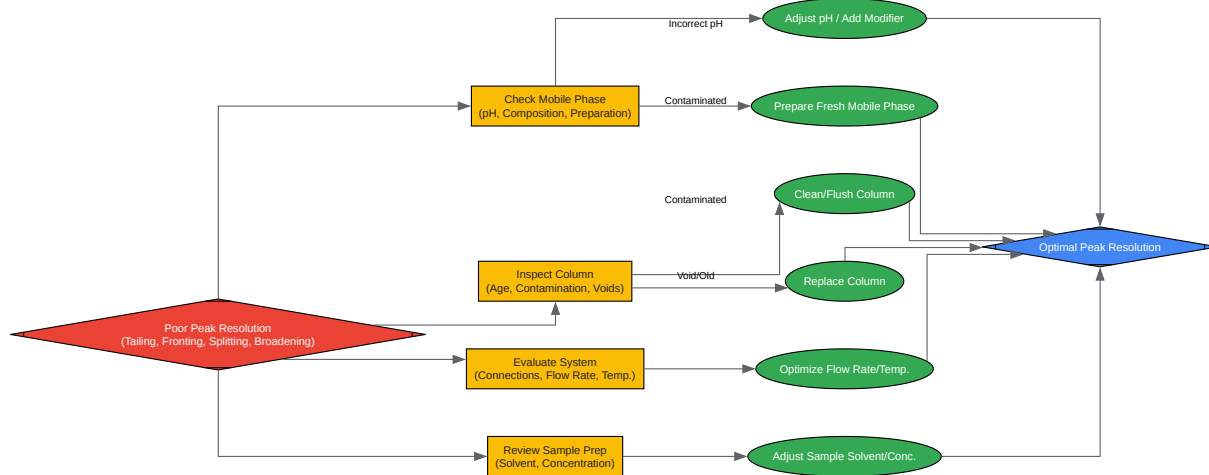 Incorrect pH
Adjust pH / Add Modifier
Check Mobile Phase
(pH, Composition, Preparation)
Contaminated
Prepare Fresh Mobile Phase
Contaminated
Clean/Flush Column
Optimal Peak Resolution
Inspect Column
(Age, Contamination, Voids)
Void/Old
Replace Column
Poor Peak Resolution
(Tailing, Fronting, Splitting, Broadening)
Evaluate System
(Connections, Flow Rate, Temp.)
Optimize Flow Rate/Temp.
Review Sample Prep
(Solvent, Concentration)
Adjust Sample Solvent/Conc.